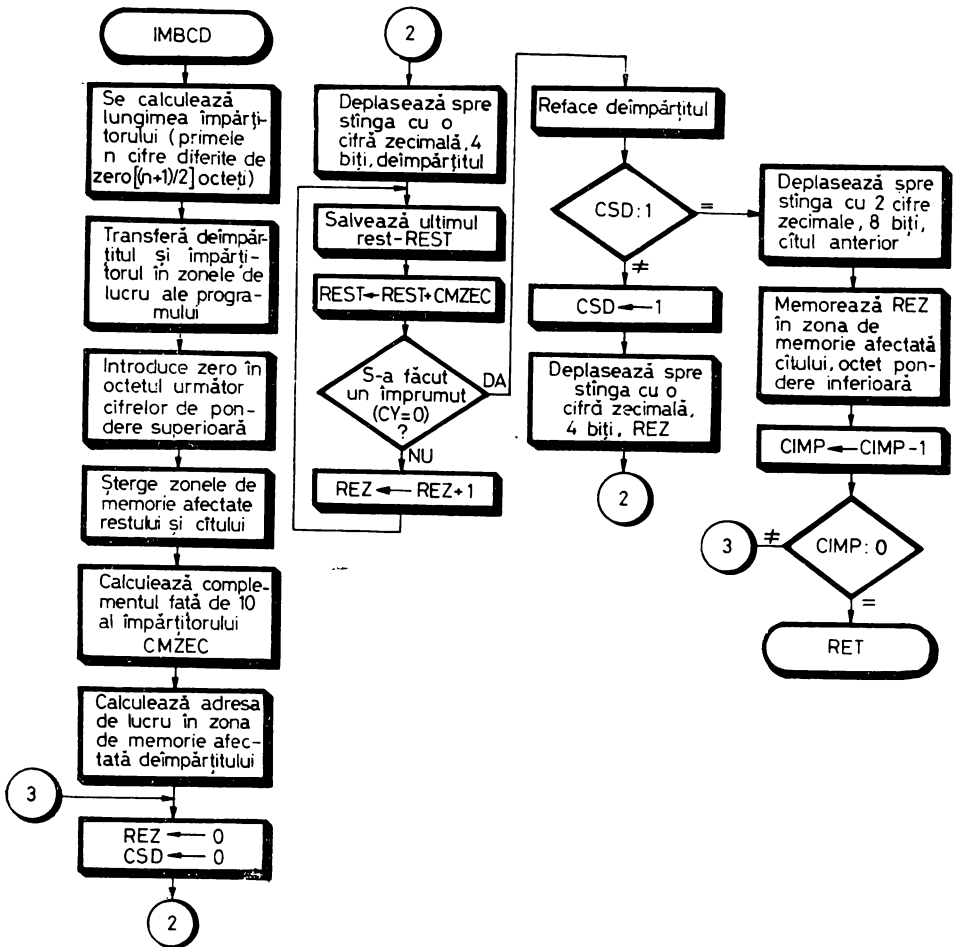 IMBCD
Se calculează
lungimea împărți-
torului (primele
n cifre diferite de
zero[(n+1)/2] octeți)
Transferă deîmpăr-
țitul și împărți-
torul în zonele de
lucru ale progra-
mului
Introduce zero în
octetul următor
cifrelor de pon-
dere superioară
Șterge zonele de
memorie afectate
restului și cîtului
Calculează comple-
mentul față de 10
al împărțitorului
CMZEC
Calculează adresa
de lucru în zona
de memorie afec-
tată deîmpărțitului
3
REZ ← 0
CSD ← 0
2
2
Deplasează spre
stînga cu o
cifră zecimală, 4
biți, deîmpărțitul
Salvează ultimul
rest-REST
REST←REST+CMZEC
S-a făcut
un împrumut
(CY=0)
?
DA
NU
REZ ← REZ+1
Reface deîmpărțitul
CSD:1
=
≠
CSD ← 1
Deplasează spre
stînga cu o
cifră zecimală,
4 biți, REZ
2
Deplasează spre
stînga cu 2 cifre
zecimale, 8 biți,
cîtul anterior
Memorează REZ
în zona de
memorie afectată
cîtului, octet pon-
dere inferioară
CIMP ← CIMP-1
3
≠
CIMP: 0
=
RET